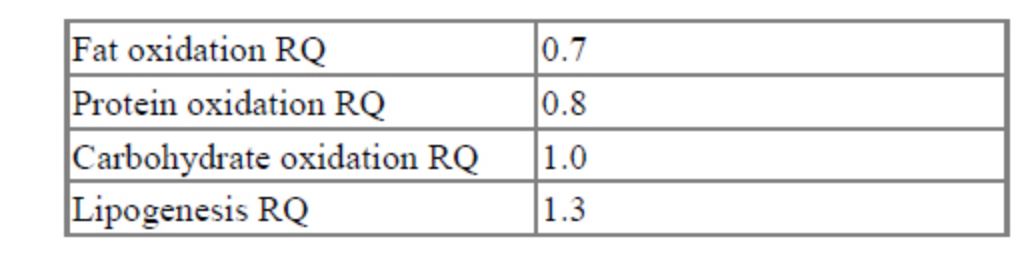 Fat oxidation RQ 0.7
Protein oxidation RQ 0.8
Carbohydrate oxidation RQ 1.0
Lipogenesis RQ 1.3